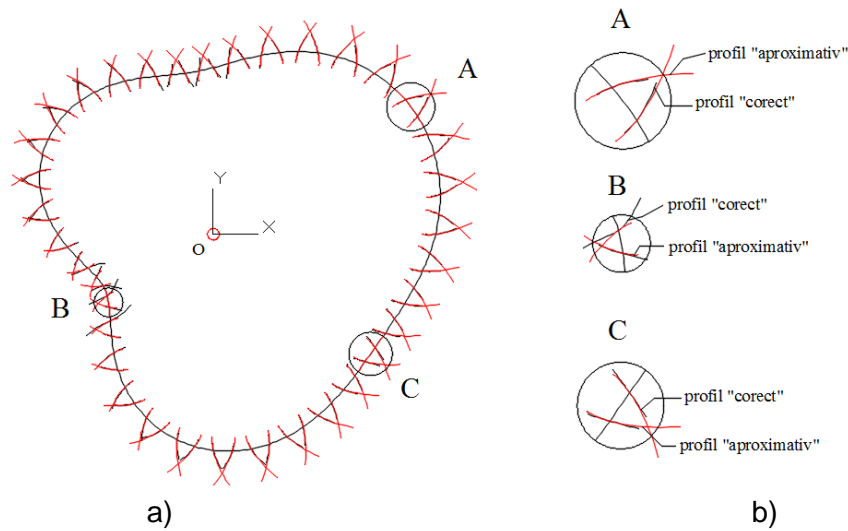 A
Y
X
O
B
C
a)
A
profil "aproximativ"
profil "corect"
B
profil "corect"
profil "aproximativ"
C
profil "corect"
profil "aproximativ"
b)